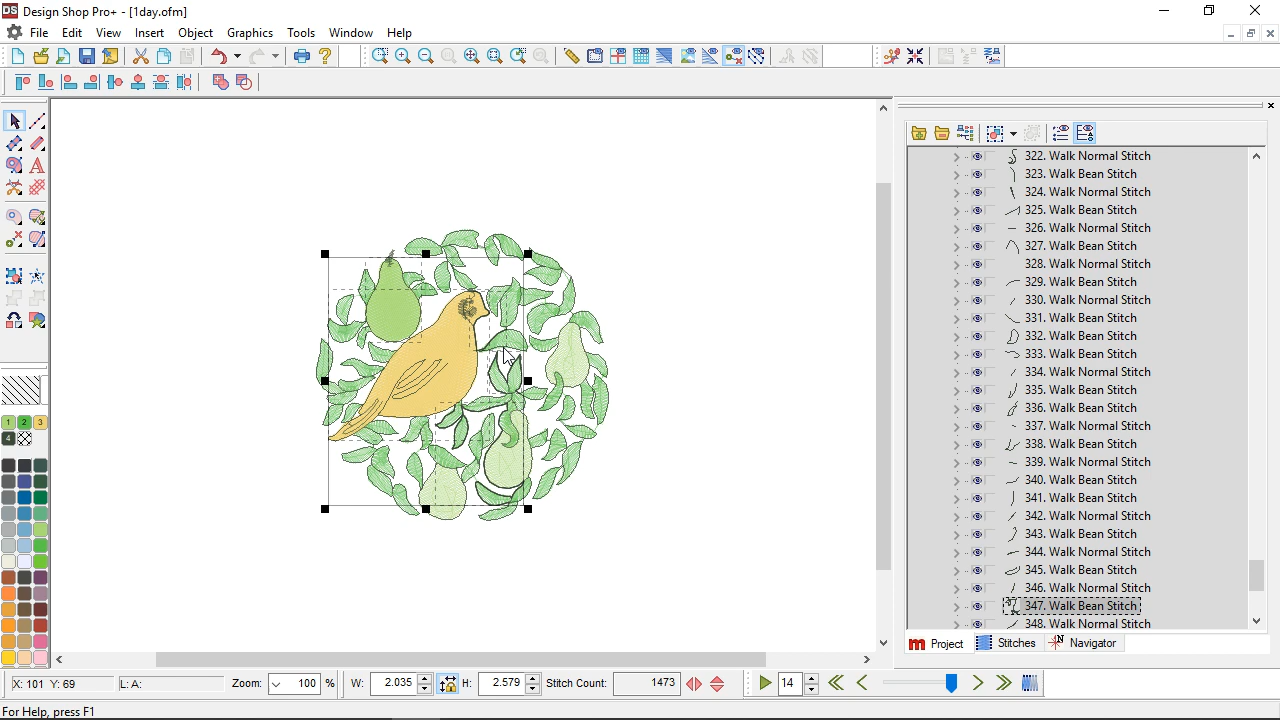 DS Design Shop Pro+ - [1day.ofm]
File Edit View Insert Object Graphics Tools Window Help
322. Walk Normal Stitch
323. Walk Bean Stitch
324. Walk Normal Stitch
325. Walk Bean Stitch
326. Walk Normal Stitch
327. Walk Bean Stitch
328. Walk Normal Stitch
329. Walk Bean Stitch
330. Walk Normal Stitch
331. Walk Bean Stitch
332. Walk Bean Stitch
333. Walk Bean Stitch
334. Walk Normal Stitch
335. Walk Bean Stitch
336. Walk Bean Stitch
337. Walk Normal Stitch
338. Walk Bean Stitch
339. Walk Normal Stitch
340. Walk Bean Stitch
341. Walk Bean Stitch
342. Walk Normal Stitch
343. Walk Bean Stitch
344. Walk Normal Stitch
345. Walk Bean Stitch
346. Walk Normal Stitch
347. Walk Bean Stitch
348. Walk Normal Stitch
1 2 3
4
Project Stitches N Navigator
X: 101 Y: 69 L: A: Zoom: 100 % W: 2.035 H: 2.579 Stitch Count: 1473 14
For Help, press F1